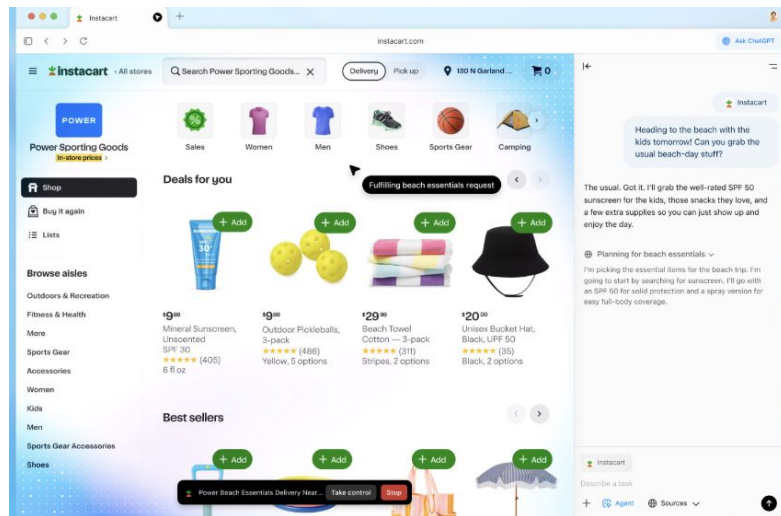 Instacart
instacart.com
Ask ChatGPT
instacart
All stores
Search Power Sporting Goods...
Delivery
Pick up
130 N Garland ...
0
POWER
Power Sporting Goods
In-store prices
Shop
Buy it again
Lists
Browse aisles
Outdoors & Recreation
Fitness & Health
More
Sports Gear
Accessories
Women
Kids
Men
Sports Gear Accessories
Shoes
Sales
Women
Men
Shoes
Sports Gear
Camping
Deals for you
Fulfilling beach essentials request
+ Add
+ Add
+ Add
+ Add
$9⁹⁹
Mineral Sunscreen,
Unscented
SPF 30
★★★★★ (405)
6 fl oz
$9⁹⁹
Outdoor Pickleballs,
3-pack
★★★★★ (486)
Yellow, 5 options
$29⁹⁹
Beach Towel
Cotton — 3-pack
★★★★★ (311)
Stripes, 2 options
$20⁰⁰
Unisex Bucket Hat,
Black, UPF 50
★★★★★ (35)
Black, 2 options
Best sellers
+ Add
+ Add
+ Add
+ Add
Power Beach Essentials Delivery Near...
Take control
Stop
Instacart
Heading to the beach with the
kids tomorrow! Can you grab the
usual beach-day stuff?
The usual. Got it. I'll grab the well-rated SPF 50
sunscreen for the kids, those snacks they love, and
a few extra supplies so you can just show up and
enjoy the day.
Planning for beach essentials
I'm picking the essential items for the beach trip. I'm
going to start by searching for sunscreen. I'll go with
an SPF 50 for solid protection and a spray version for
easy full-body coverage.
Instacart
Describe a task
Agent
Sources